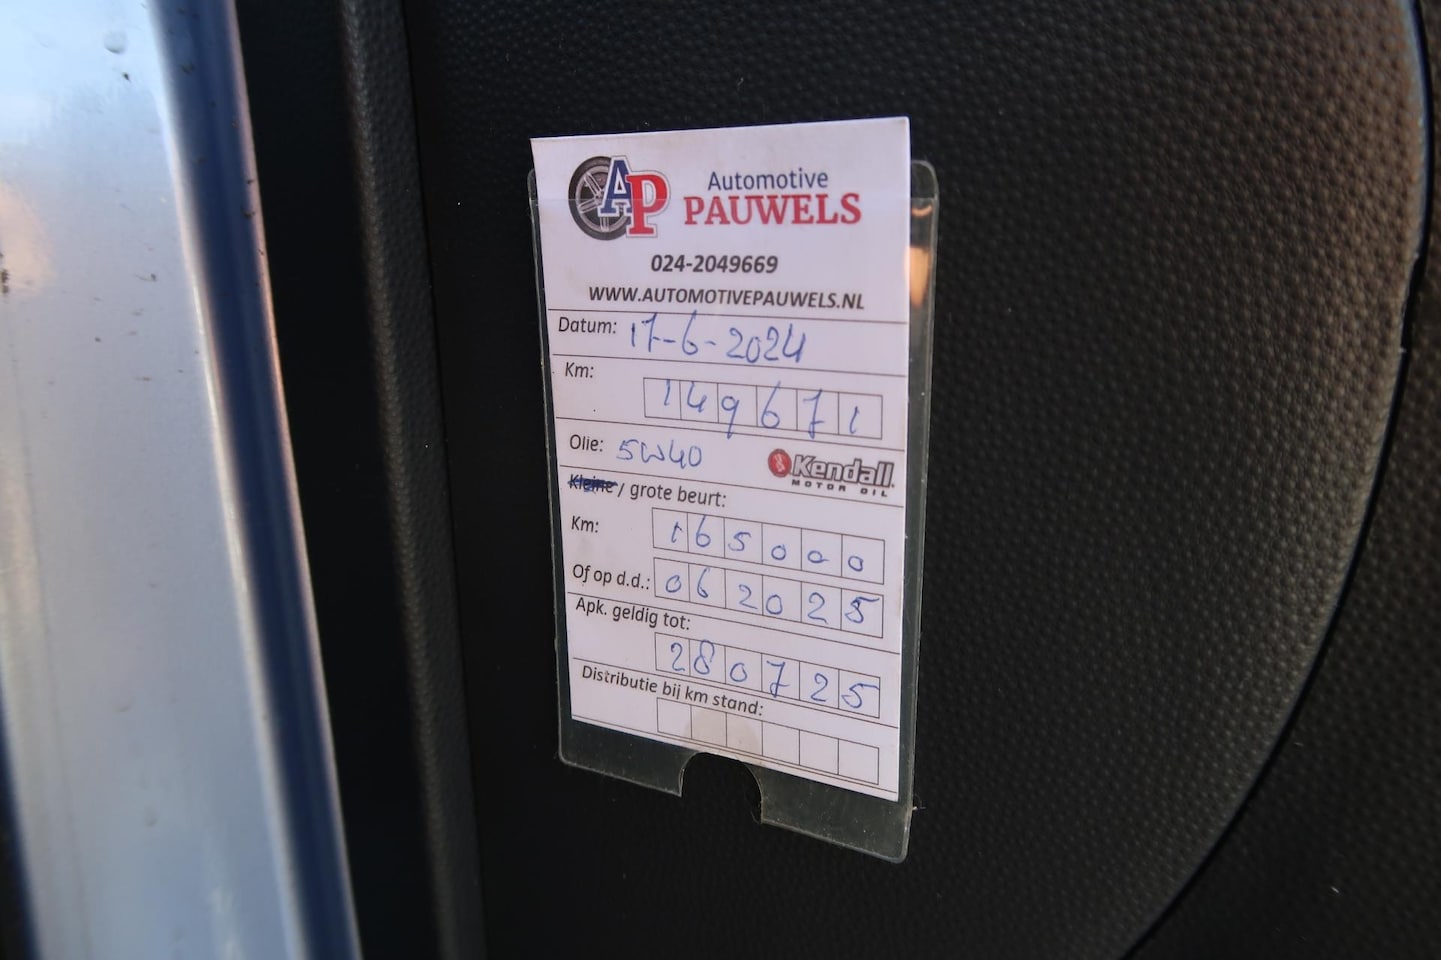 AP Automotive
PAUWELS
024-2049669
WWW.AUTOMOTIVEPAUWELS.NL
Datum: 17-6-2024
Km:
149671
Olie: 5W40 Kendall
MOTOR OIL
Kleine / grote beurt:
Km: 165000
Of op d.d.: 062025
Apk. geldig tot:
280725
Distributie bij km stand: